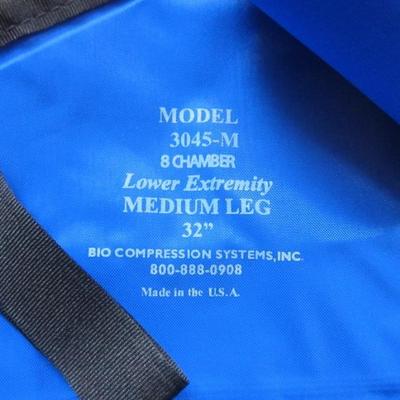 MODEL
3045-M
8 CHAMBER
Lower Extremity
MEDIUM LEG
32”
BIO COMPRESSION SYSTEMS, INC.
800-888-0908
Made in the U.S.A.